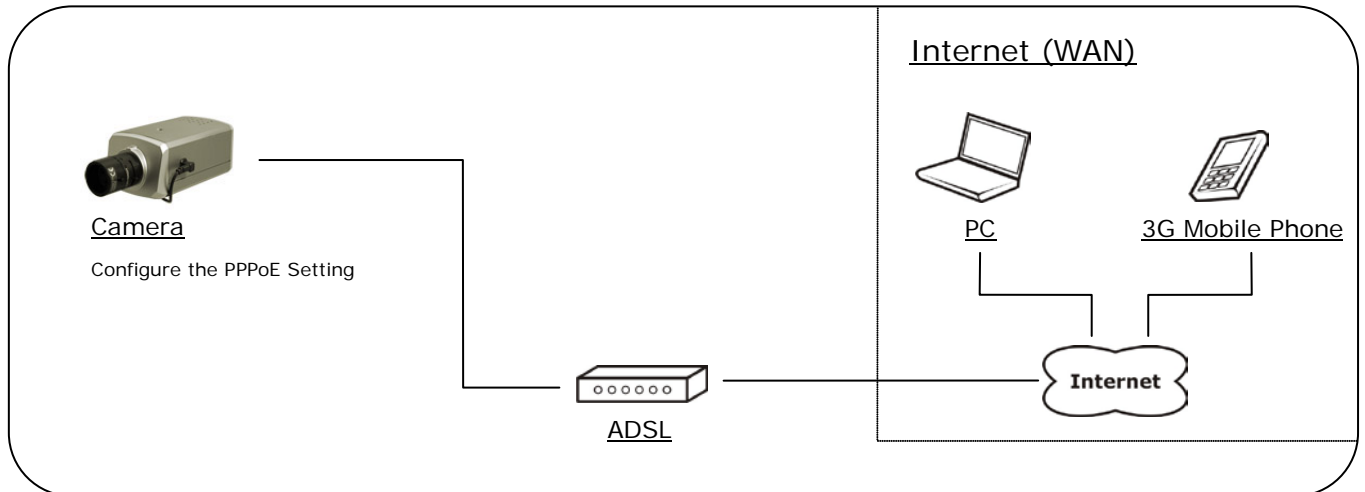 Internet (WAN)
Camera
Configure the PPPoE Setting
PC
3G Mobile Phone
Internet
ADSL